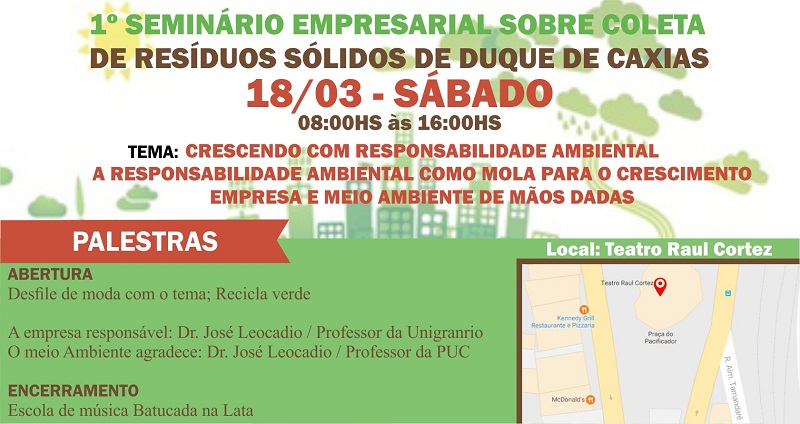 1º SEMINÁRIO EMPRESARIAL SOBRE COLETA
DE RESÍDUOS SÓLIDOS DE DUQUE DE CAXIAS
18/03 - SÁBADO
08:00HS às 16:00HS
TEMA: CRESCENDO COM RESPONSABILIDADE AMBIENTAL
A RESPONSABILIDADE AMBIENTAL COMO MOLA PARA O CRESCIMENTO
EMPRESA E MEIO AMBIENTE DE MÃOS DADAS
PALESTRAS
ABERTURA
Desfile de moda com o tema; Recicla verde
A empresa responsável: Dr. José Leocadio / Professor da Unigranrio
O meio Ambiente agradece: Dr. José Leocadio / Professor da PUC
ENCERRAMENTO
Escola de música Batucada na Lata
Local: Teatro Raul Cortez
Teatro Raul Cortez
Kennedy Grill
Restaurante e Pizzaria
Praça do
Pacificador
McDonald's
R. Alm. Tamandaré